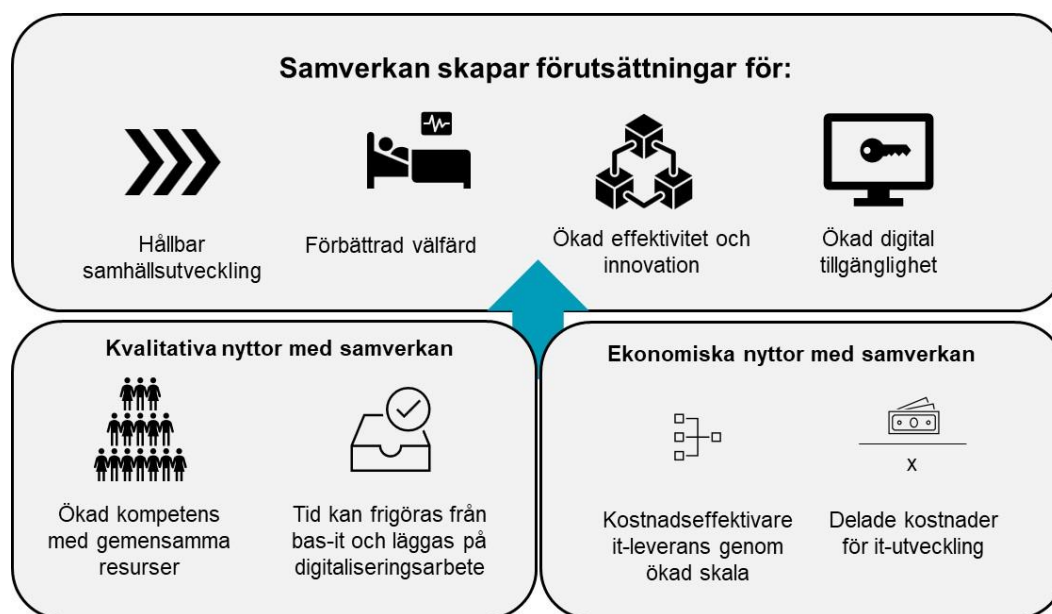 Samverkan skapar förutsättningar för:
Hållbar
samhällsutveckling
Förbättrad välfärd
Ökad effektivitet och
innovation
Ökad digital
tillgänglighet
Kvalitativa nyttor med samverkan
Ökad kompetens
med gemensamma
resurser
Tid kan frigöras från
bas-it och läggas på
digitaliseringsarbete
Ekonomiska nyttor med samverkan
Kostnadseffektivare
it-leverans genom
ökad skala
x
Delade kostnader
för it-utveckling